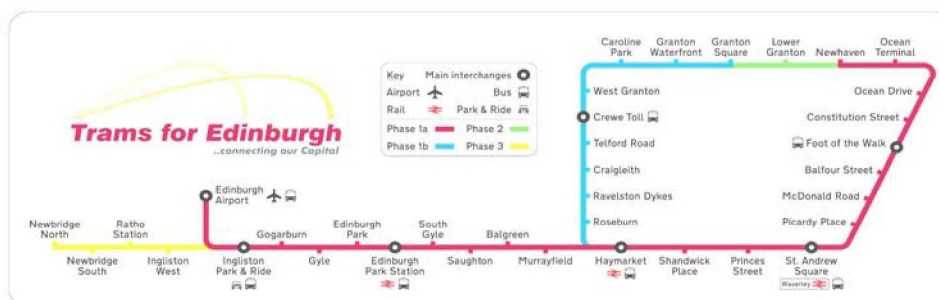 Trams for Edinburgh
...connecting our Capital
Key
Main interchanges
Airport
Bus
Rail
Park & Ride
Phase 1a
Phase 2
Phase 1b
Phase 3
Caroline
Park
Granton
Waterfront
Granton
Square
Lower
Granton
Newhaven
Ocean
Terminal
West Granton
Crewe Toll
Telford Road
Craigleith
Ravelston Dykes
Roseburn
Ocean Drive
Constitution Street
Foot of the Walk
Balfour Street
McDonald Road
Picardy Place
Edinburgh
Airport
Newbridge
North
Newbridge
South
Ratho
Station
Ingliston
West
Ingliston
Park & Ride
Gogarburn
Gyle
Edinburgh
Park
Edinburgh
Park Station
South
Gyle
Saughton
Balgreen
Murrayfield
Haymarket
Shandwick
Place
Princes
Street
St. Andrew
Square
Waverley